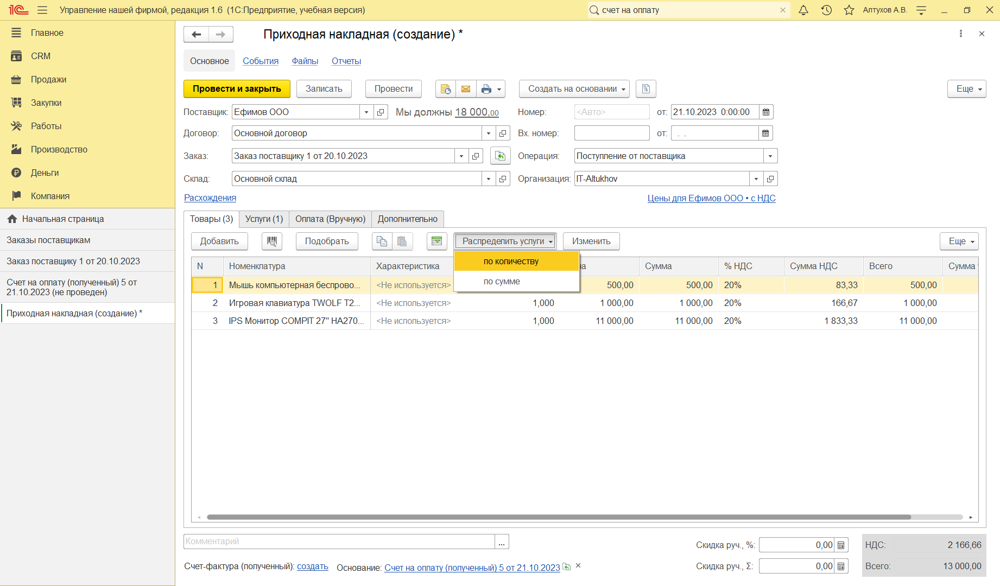 1С Управление нашей фирмой, редакция 1.6 (1С:Предприятие, учебная версия)
счет на оплату
Алтухов А.В.
Главное
CRM
Продажи
Закупки
Работы
Производство
Деньги
Компания
Начальная страница
Заказы поставщикам
Заказ поставщику 1 от 20.10.2023
Счет на оплату (полученный) 5 от
21.10.2023 (не проведен)
Приходная накладная (создание) *
Приходная накладная (создание) *
Основное События Файлы Отчеты
Провести и закрыть Записать Провести Создать на основании Еще
Поставщик: Ефимов ООО Мы должны 18 000,00 Номер: <Авто> от: 21.10.2023 0:00:00
Договор: Основной договор Вх. номер: от: . .
Заказ: Заказ поставщику 1 от 20.10.2023 Операция: Поступление от поставщика
Склад: Основной склад Организация: IT-Altukhov
Расхождения Цены для Ефимов ООО • с НДС
Товары (3) Услуги (1) Оплата (Вручную) Дополнительно
Добавить Подобрать Распределить услуги Изменить Еще
по количеству
по сумме
N Номенклатура Характеристика на Сумма % НДС Сумма НДС Всего Сумма
1 Мышь компьютерная беспрово... <Не используется> 500,00 500,00 20% 83,33 500,00
2 Игровая клавиатура TWOLF T2... <Не используется> 1,000 1 000,00 1 000,00 20% 166,67 1 000,00
3 IPS Монитор COMPIT 27" HA270... <Не используется> 1,000 11 000,00 11 000,00 20% 1 833,33 11 000,00
Комментарий ... Скидка руч., %: 0,00 НДС: 2 166,66
Счет-фактура (полученный): создать Основание: Счет на оплату (полученный) 5 от 21.10.2023 Скидка руч., Σ: 0,00 Всего: 13 000,00